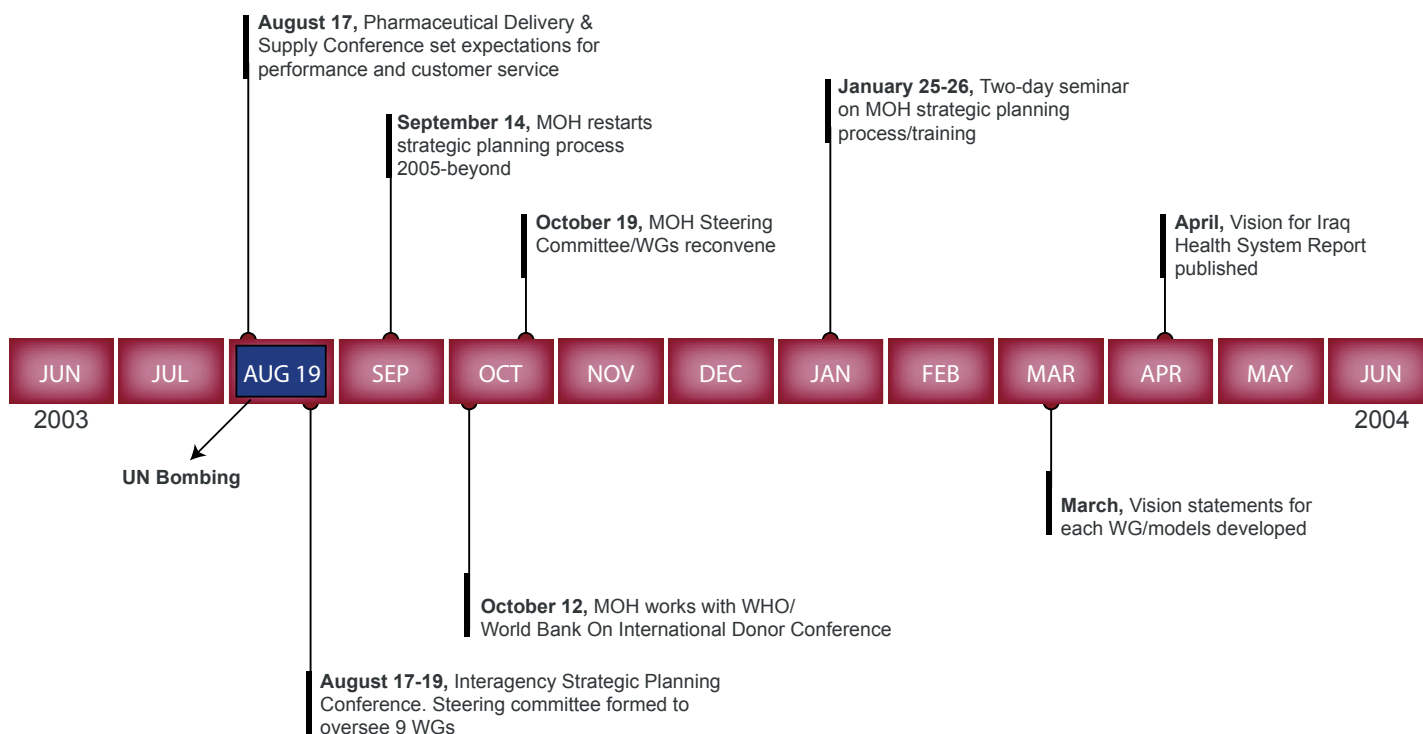 August 17, Pharmaceutical Delivery &
Supply Conference set expectations for
performance and customer service
September 14, MOH restarts
strategic planning process
2005-beyond
October 19, MOH Steering
Committee/WGs reconvene
January 25-26, Two-day seminar
on MOH strategic planning
process/training
April, Vision for Iraq
Health System Report
published
JUN
JUL
AUG 19
SEP
OCT
NOV
DEC
JAN
FEB
MAR
APR
MAY
JUN
2003
2004
UN Bombing
March, Vision statements for
each WG/models developed
October 12, MOH works with WHO/
World Bank On International Donor Conference
August 17-19, Interagency Strategic Planning
Conference. Steering committee formed to
oversee 9 WGs